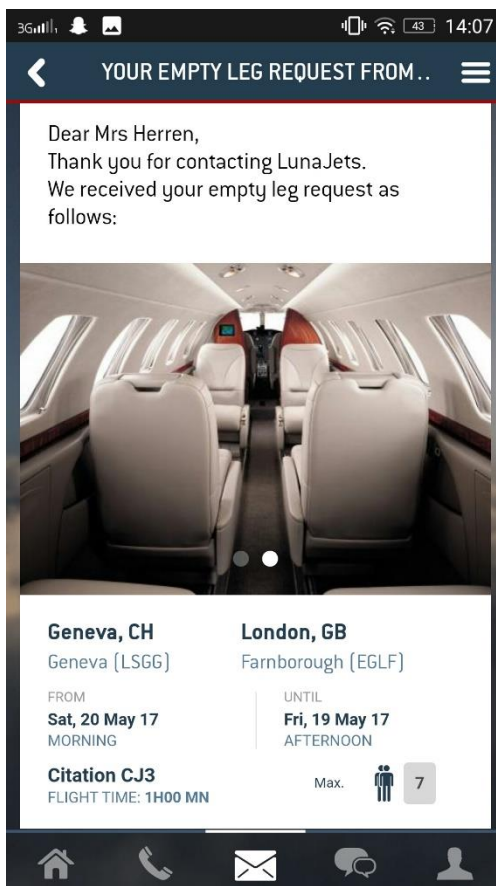 3G 43 14:07
YOUR EMPTY LEG REQUEST FROM..
Dear Mrs Herren,
Thank you for contacting LunaJets.
We received your empty leg request as
follows:
Geneva, CH London, GB
Geneva (LSGG) Farnborough (EGLF)
FROM UNTIL
Sat, 20 May 17 Fri, 19 May 17
MORNING AFTERNOON
Citation CJ3 Max. 7
FLIGHT TIME: 1H00 MN